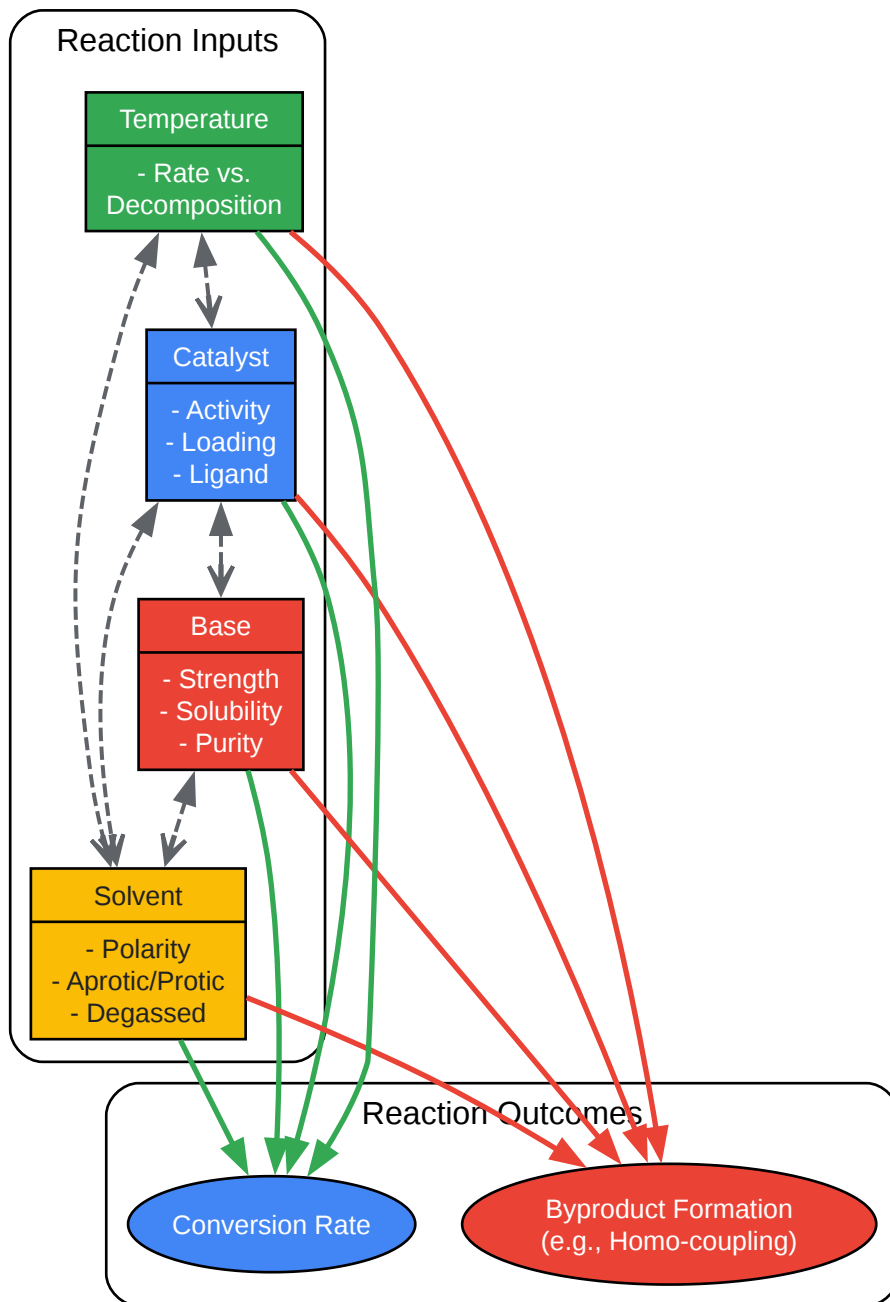 Reaction Inputs
Temperature
- Rate vs.
Decomposition
Catalyst
- Activity
- Loading
- Ligand
Base
- Strength
- Solubility
- Purity
Solvent
- Polarity
- Aprotic/Protic
- Degassed
Reaction Outcomes
Conversion Rate
Byproduct Formation
(e.g., Homo-coupling)